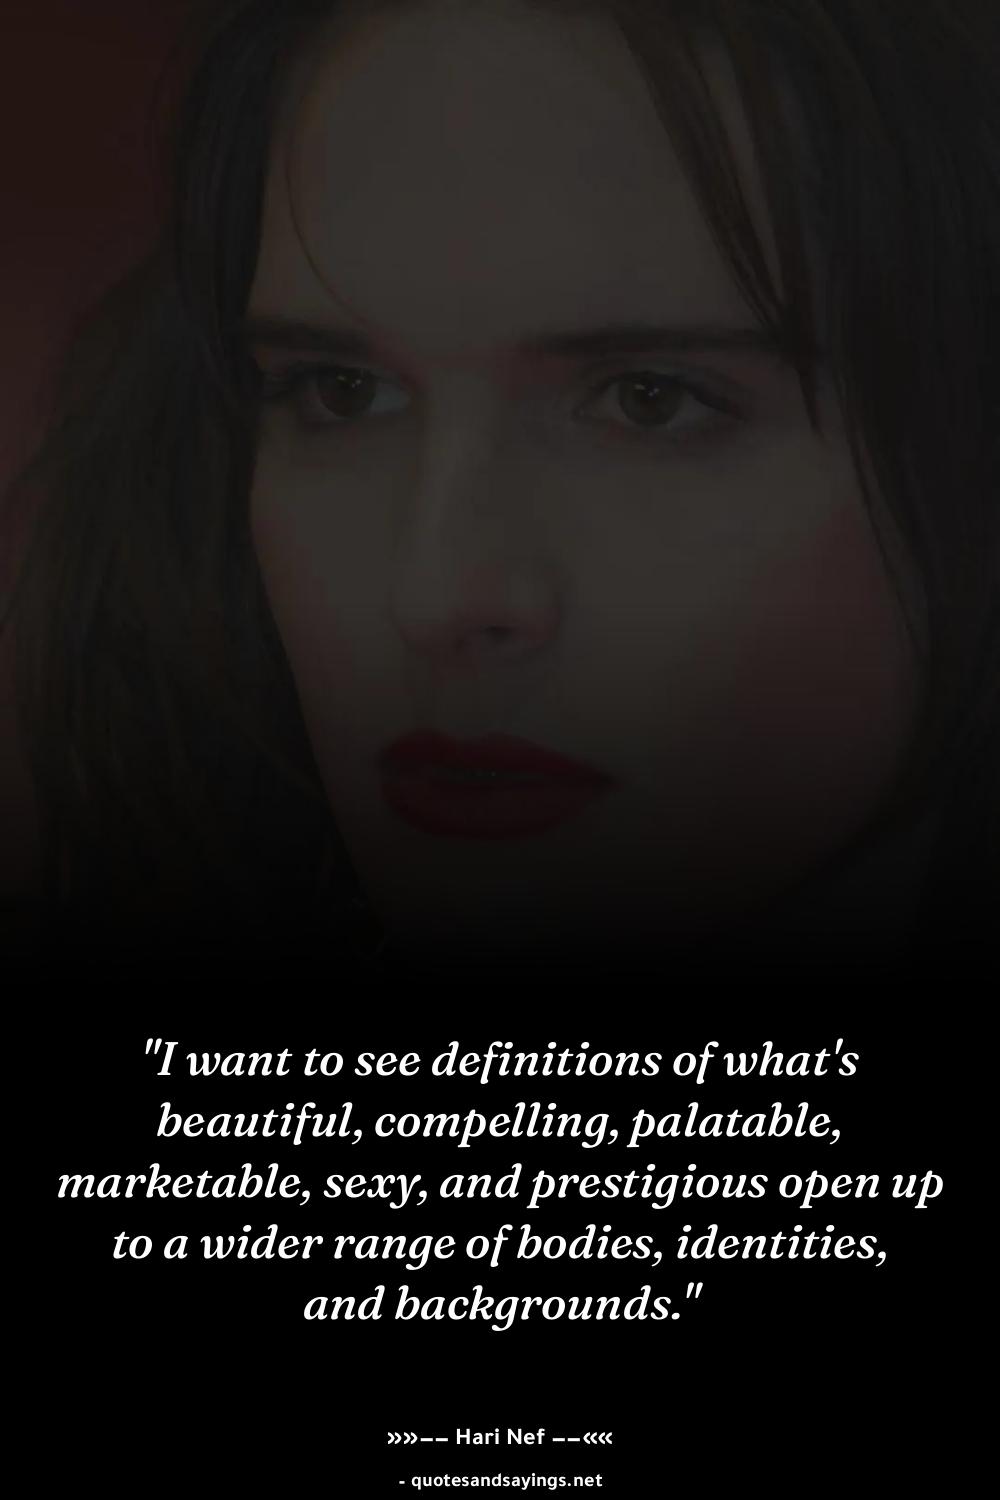 "I want to see definitions of what's
beautiful, compelling, palatable,
marketable, sexy, and prestigious open up
to a wider range of bodies, identities,
and backgrounds."
»»−− Hari Nef −−««
- quotesandsayings.net